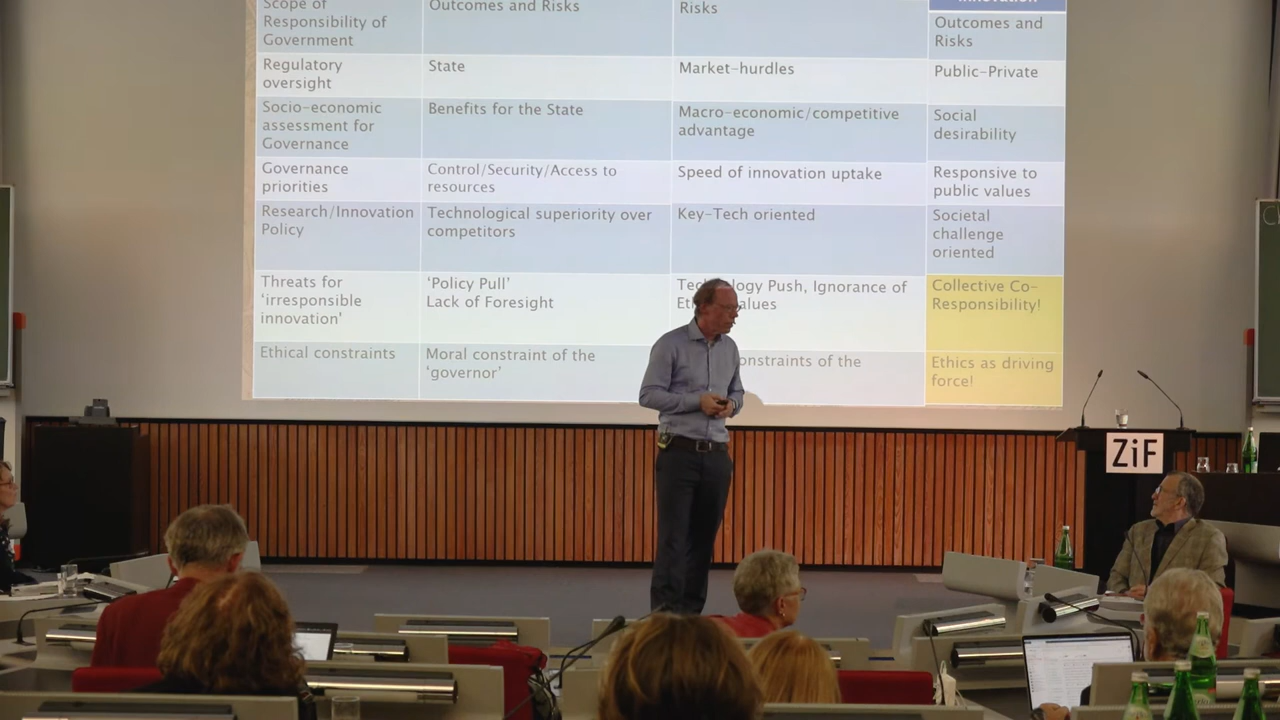 Scope of
Responsibility of
Government
Outcomes and Risks
Risks
Innovation
Outcomes and
Risks
Regulatory
oversight
State
Market-hurdles
Public-Private
Socio-economic
assessment for
Governance
Benefits for the State
Macro-economic/competitive
advantage
Social
desirability
Governance
priorities
Control/Security/Access to
resources
Speed of innovation uptake
Responsive to
public values
Research/Innovation
Policy
Technological superiority over
competitors
Key-Tech oriented
Societal
challenge
oriented
Threats for
‘irresponsible
innovation'
‘Policy Pull’
Lack of Foresight
Push, Ignorance of
Collective Co-
Responsibility!
Ethical constraints
Moral constraint of the
‘governor’
of the
Ethics as driving
force!
ZiF